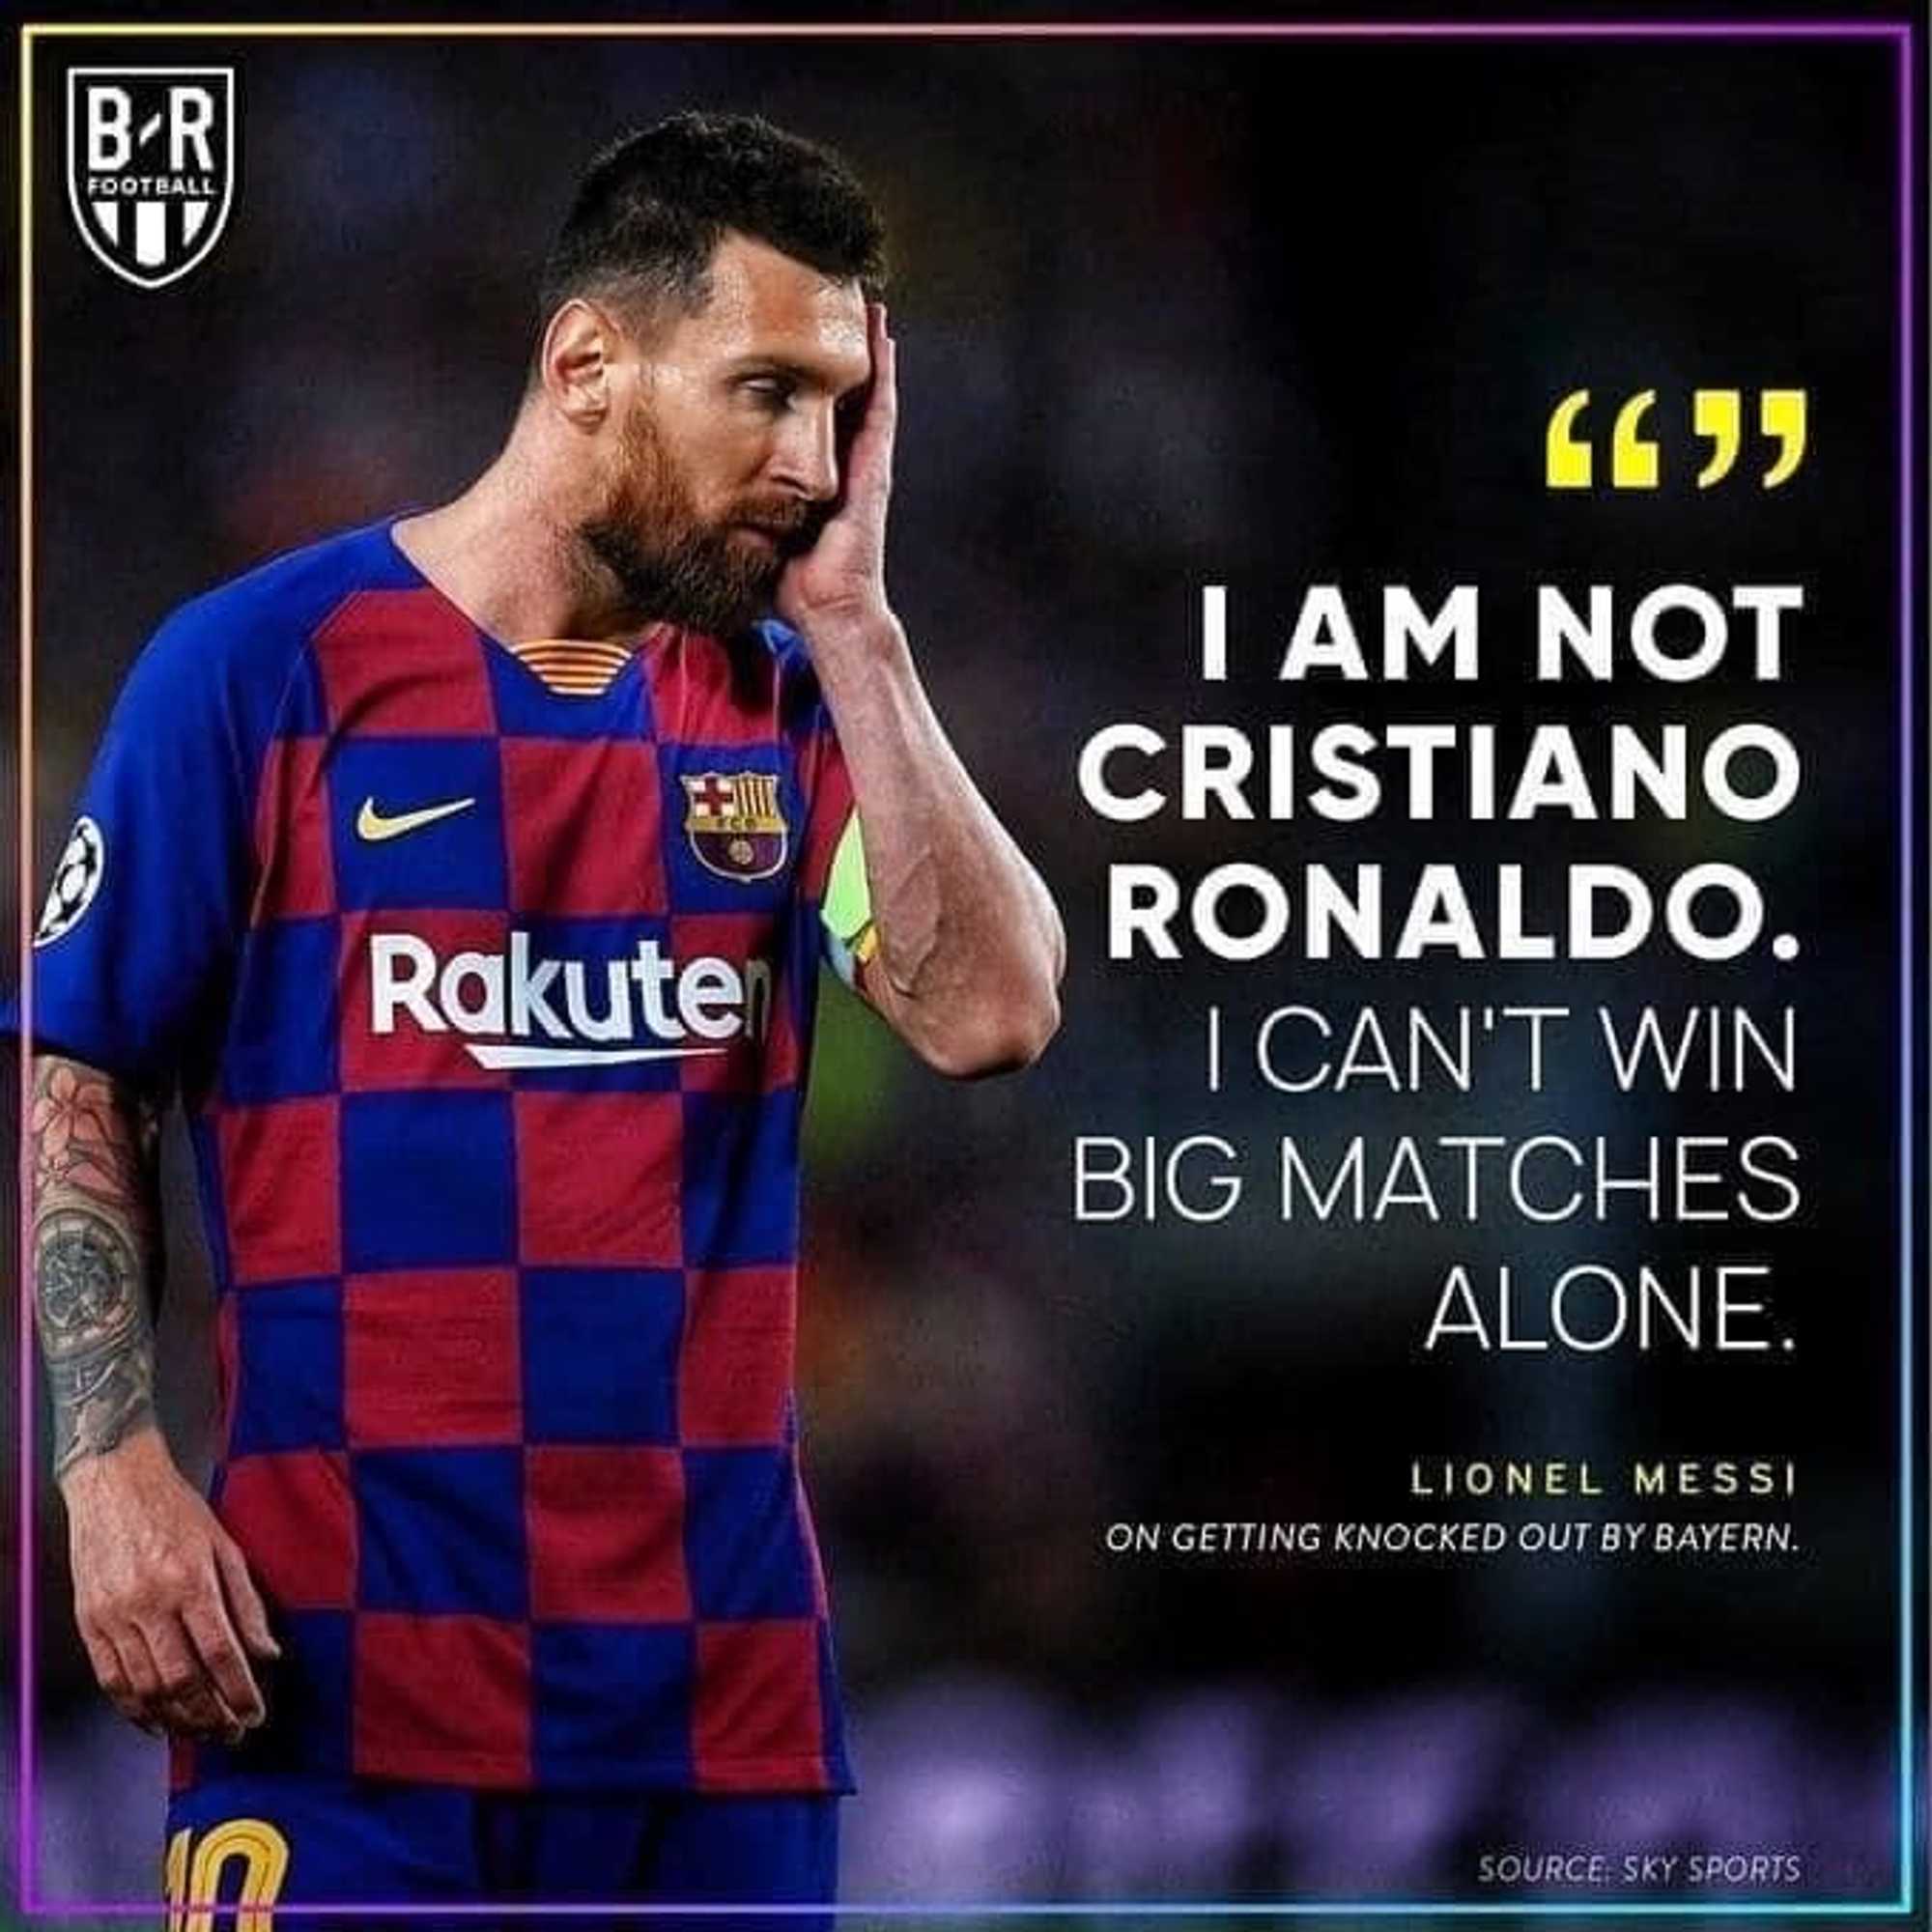 B/R
FOOTBALL
“ ”
I AM NOT
CRISTIANO
RONALDO.
I CAN'T WIN
BIG MATCHES
ALONE.
LIONEL MESSI
ON GETTING KNOCKED OUT BY BAYERN.
FCB
Rakuten
10
SOURCE: SKY SPORTS